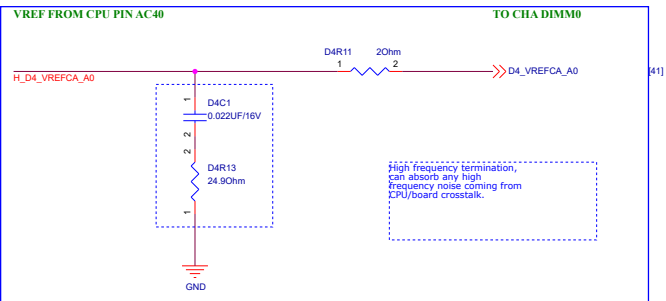 VREF FROM CPU PIN AC40
TO CHA DIMM0
D4R11 2Ohm
1 2
H_D4_VREFCA_A0
D4_VREFCA_A0
[41]
1
D4C1
0.022UF/16V
2
2
D4R13
24.9Ohm
1
GND
High frequency termination,
can absorb any high
frequency noise coming from
CPU/board crosstalk.